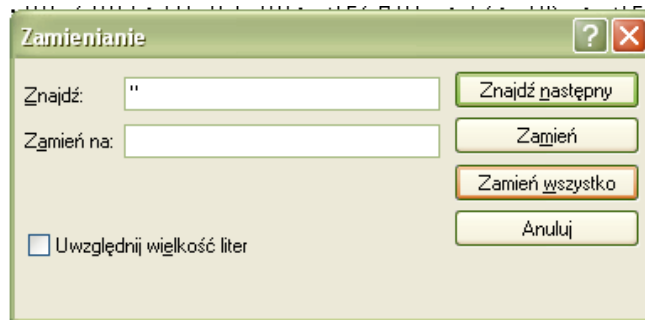 Zamienianie
Znajdź: "
Znajdź następny
Zamień na:
Zamień
Zamień wszystko
Uwzględnij wielkość liter
Anuluj